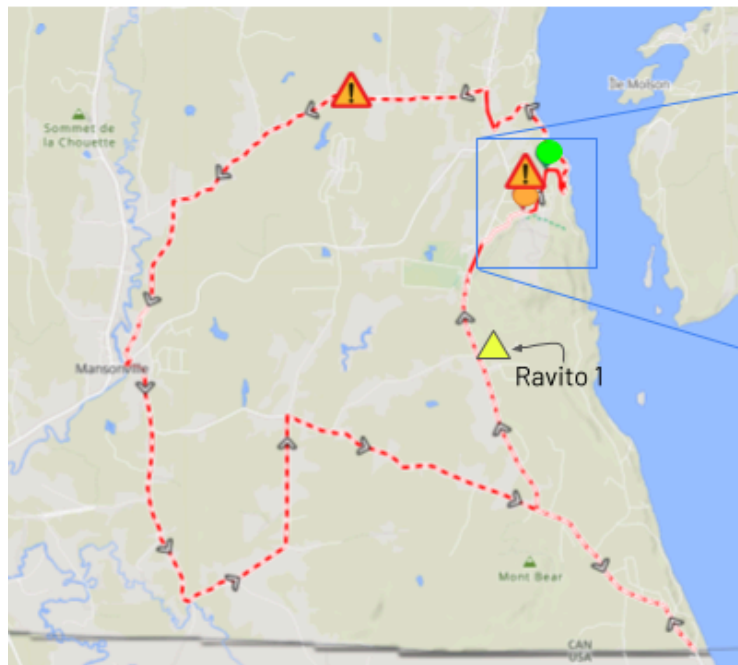 Île Molson
Sommet de
la Chouette
Mansonville
Ravito 1
Mont Bear
CAN
USA